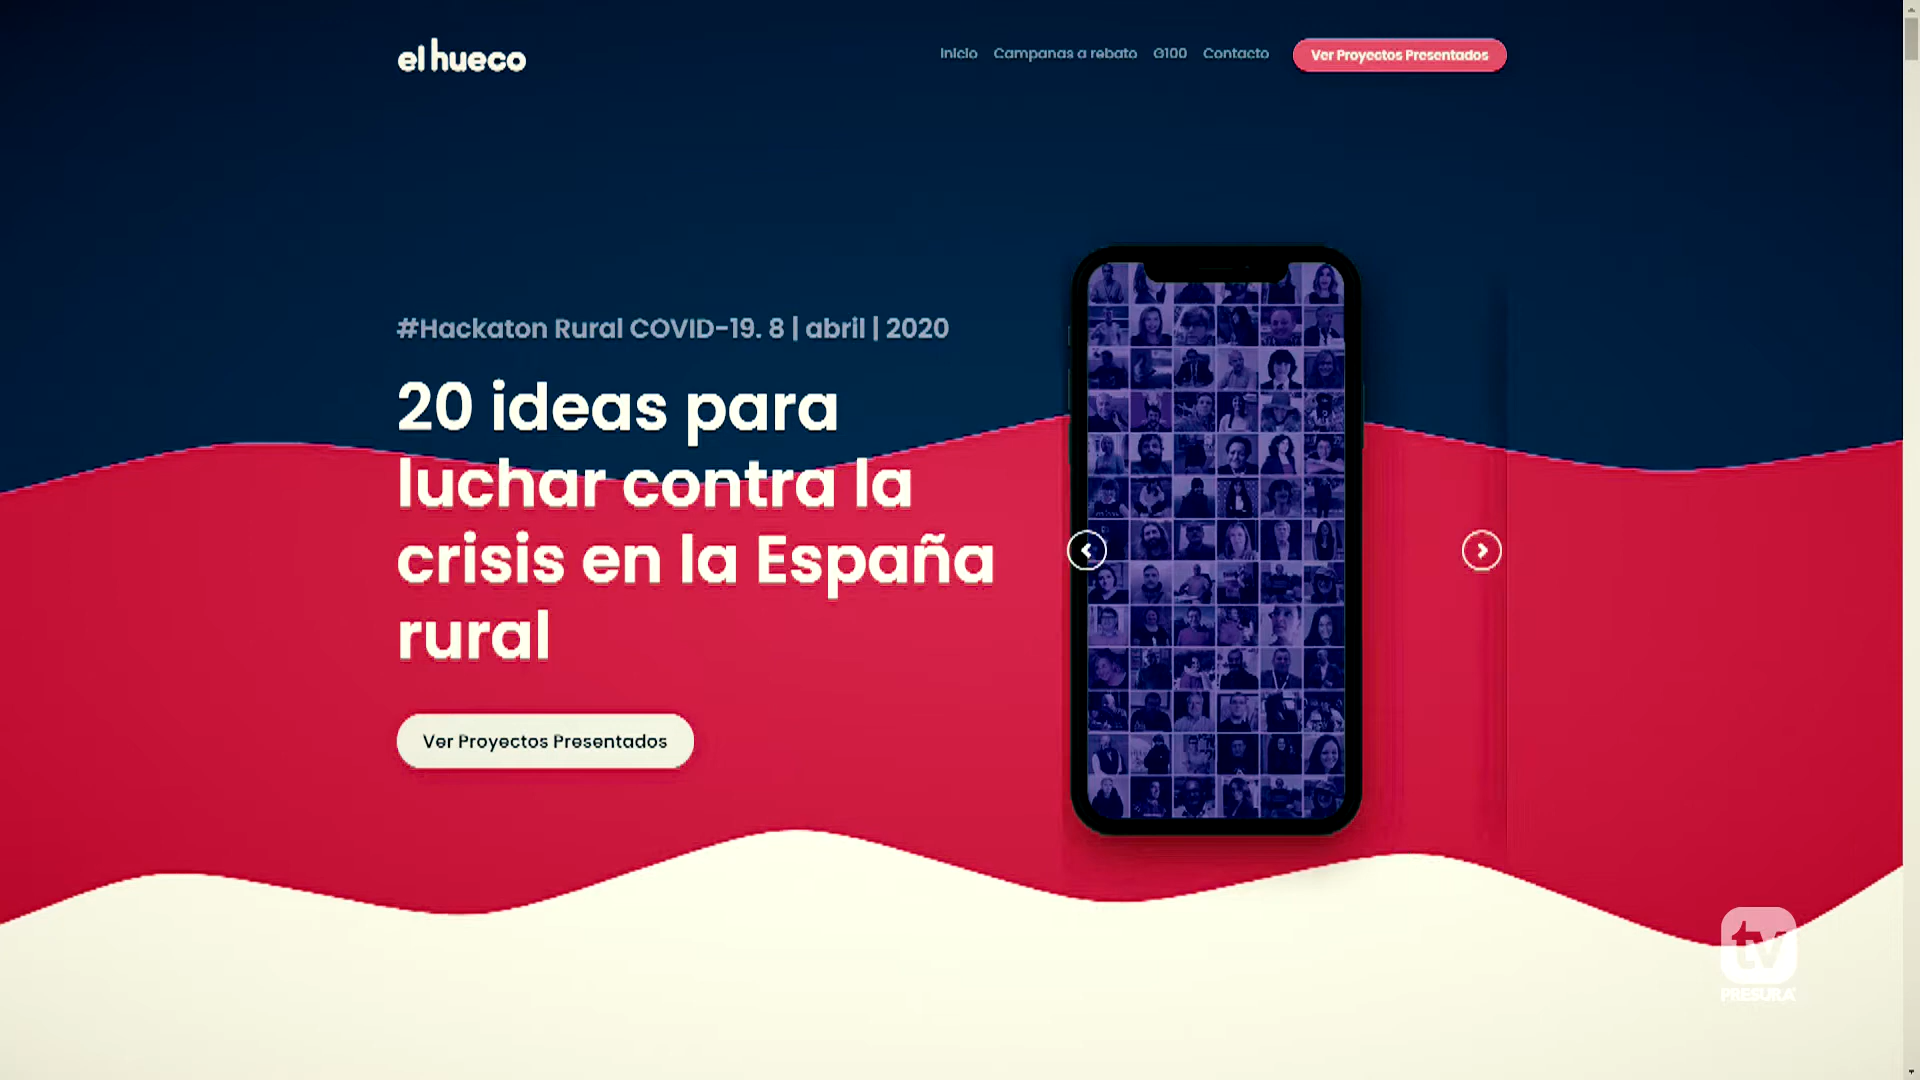 el hueco
Inicio Campanas a rebato G100 Contacto Ver Proyectos Presentados
#Hackaton Rural COVID-19. 8 | abril | 2020
20 ideas para
luchar contra la
crisis en la España
rural
Ver Proyectos Presentados
tv
PRESURA